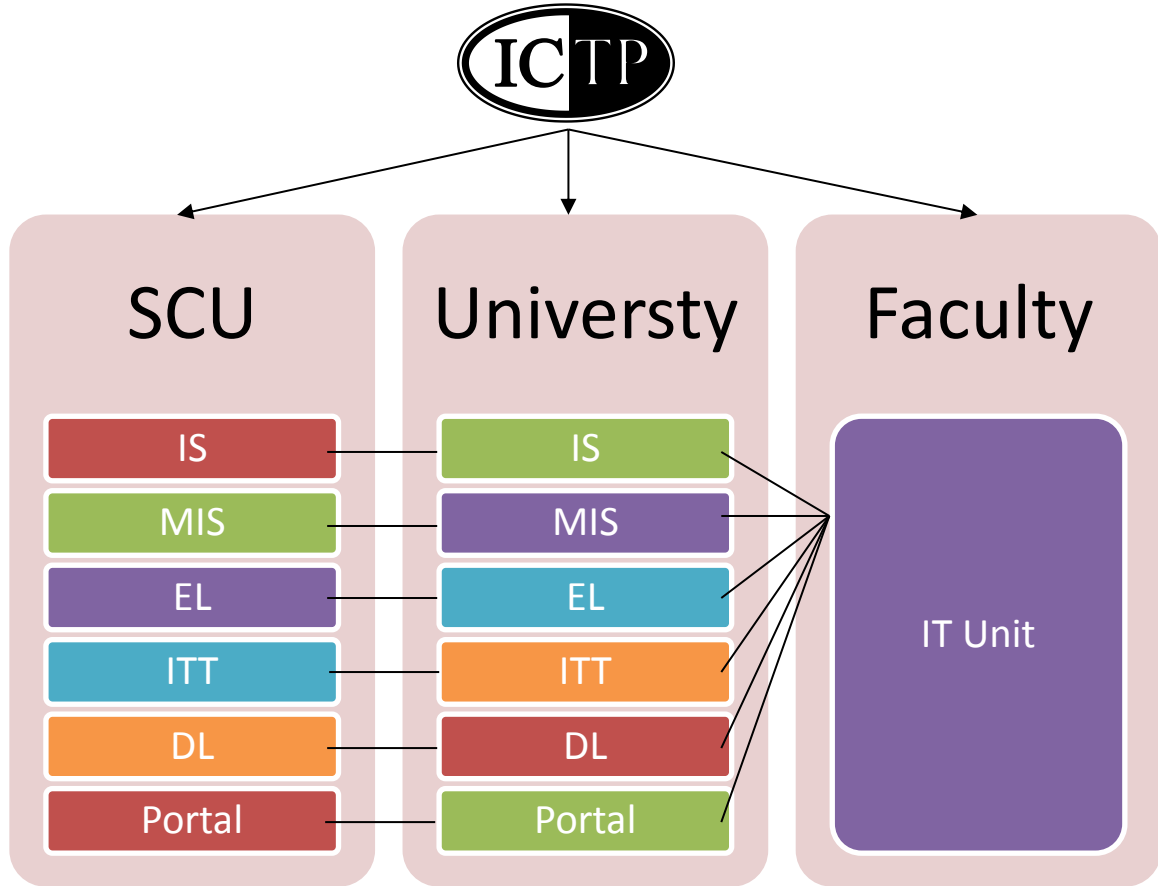 ICTP
SCU
Universty
Faculty
IS
MIS
EL
ITT
DL
Portal
IS
MIS
EL
ITT
DL
Portal
IT Unit